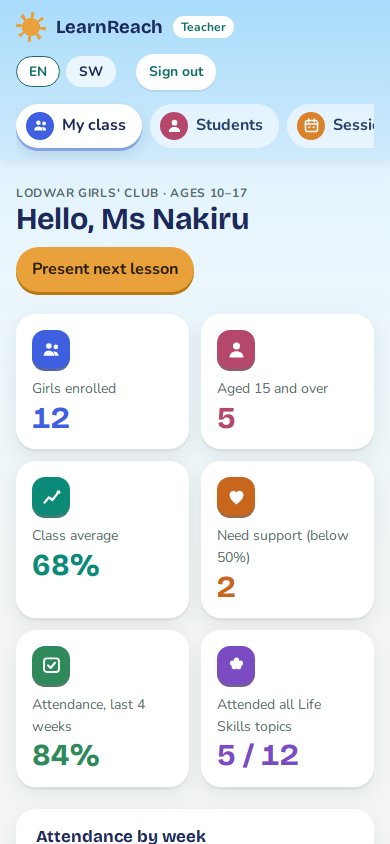 LearnReach
Teacher
EN
SW
Sign out
My class
Students
LODWAR GIRLS' CLUB · AGES 10–17
Hello, Ms Nakiru
Present next lesson
Girls enrolled
12
Aged 15 and over
5
Class average
68%
Need support (below
50%)
2
Attendance, last 4
weeks
84%
Attended all Life
Skills topics
5 / 12
Attendance by week